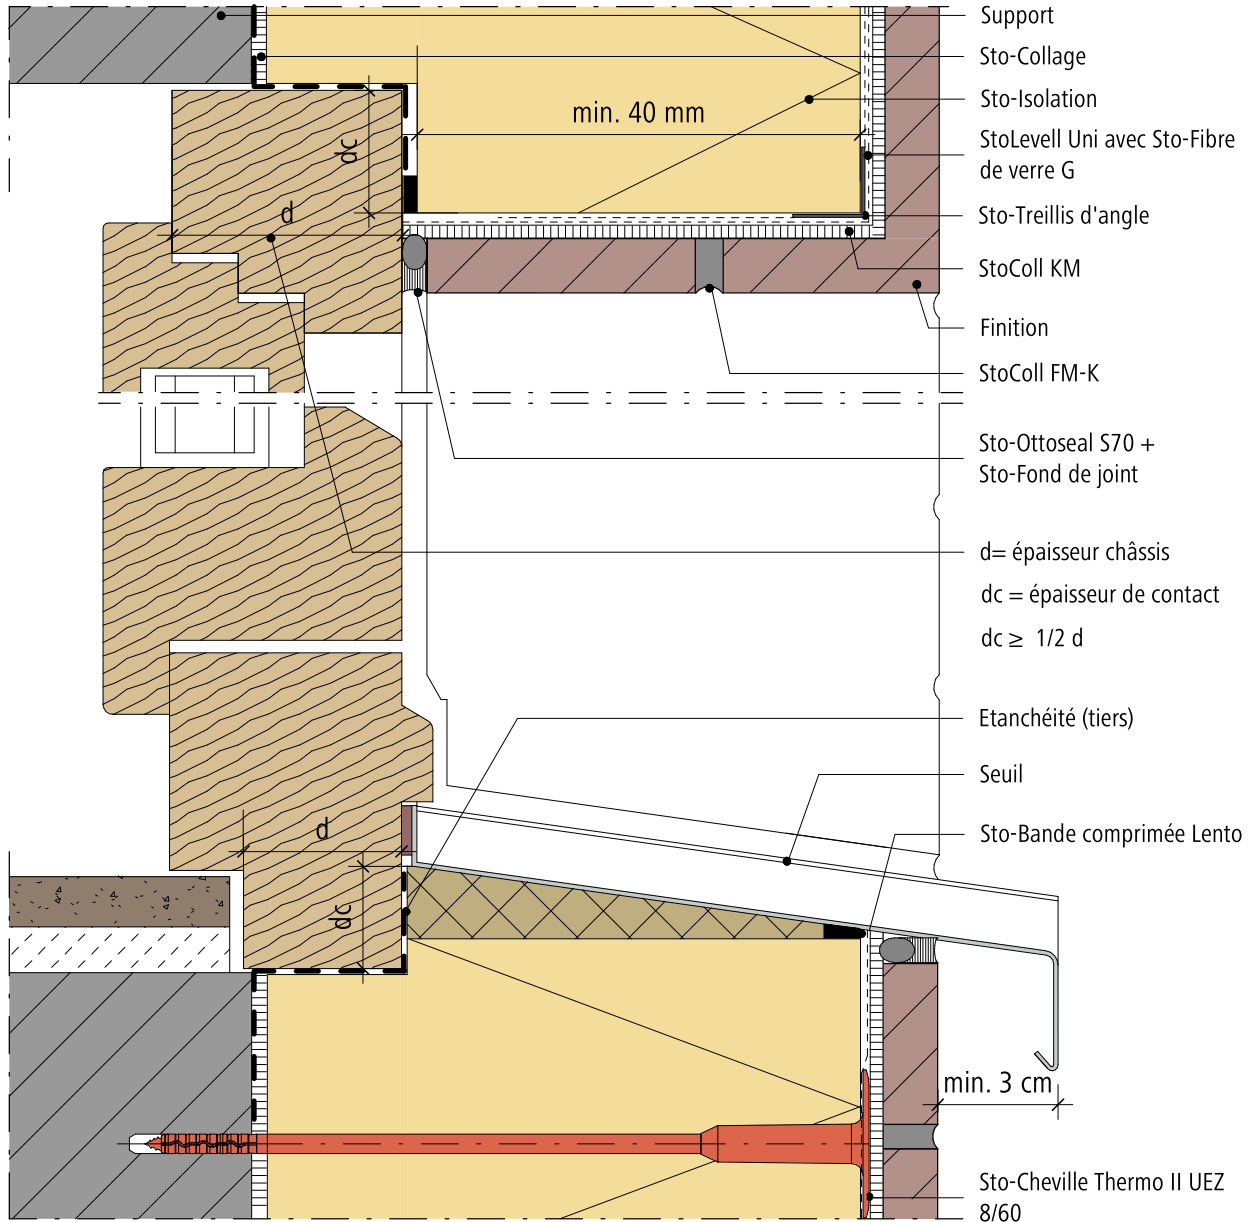 Support
Sto-Collage
Sto-Isolation
min. 40 mm
StoLevell Uni avec Sto-Fibre
de verre G
dc
Sto-Treillis d'angle
d
StoColl KM
Finition
StoColl FM-K
Sto-Ottoseal S70 +
Sto-Fond de joint
d= épaisseur châssis
dc = épaisseur de contact
dc ≥ 1/2 d
Etanchéité (tiers)
Seuil
d
Sto-Bande comprimée Lento
dc
min. 3 cm
Sto-Cheville Thermo II UEZ
8/60